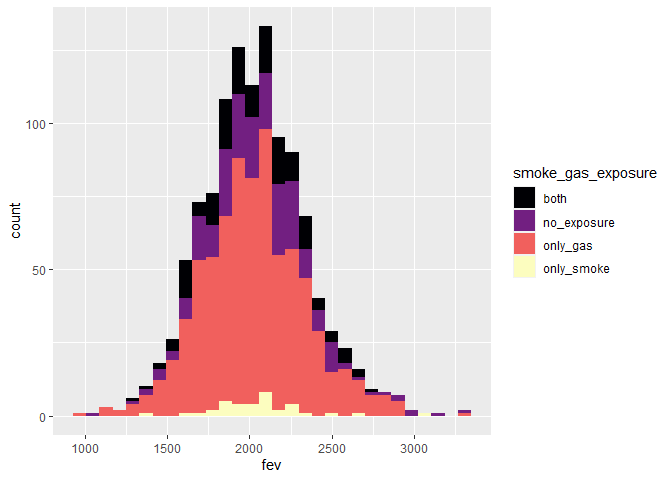 100
50
0
count
1000 1500 2000 2500 3000
fev
smoke_gas_exposure
both
no_exposure
only_gas
only_smoke